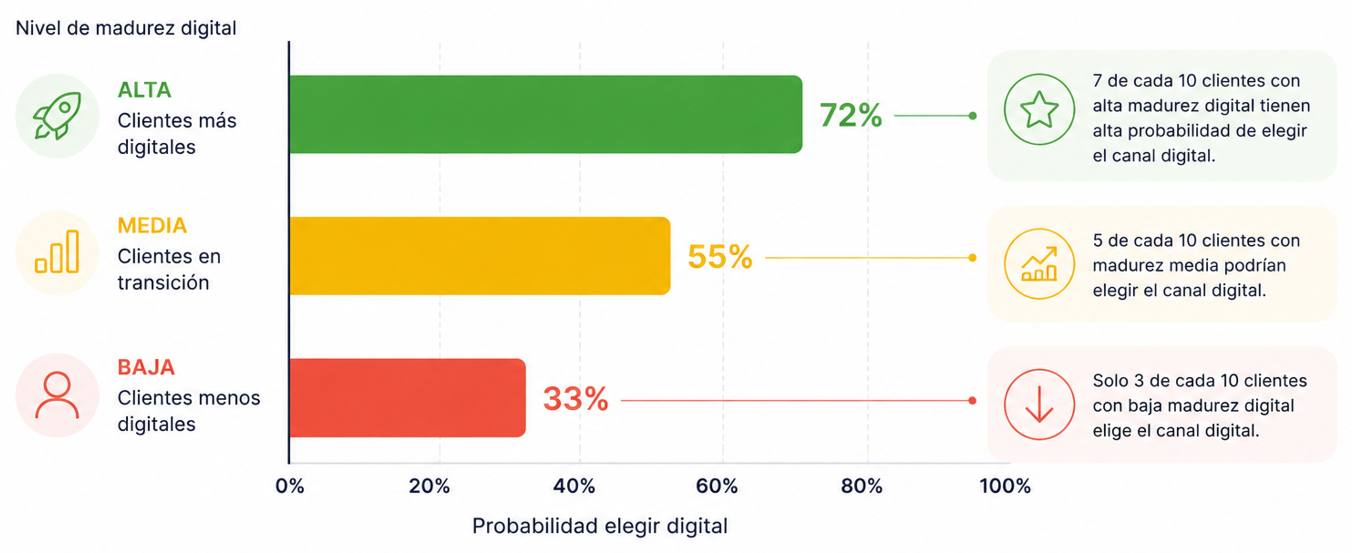 Nivel de madurez digital
ALTA
Clientes más
digitales
72%
7 de cada 10 clientes con
alta madurez digital tienen
alta probabilidad de elegir
el canal digital.
MEDIA
Clientes en
transición
55%
5 de cada 10 clientes con
madurez media podrían
elegir el canal digital.
BAJA
Clientes menos
digitales
33%
Solo 3 de cada 10 clientes
con baja madurez digital
elige el canal digital.
0% 20% 40% 60% 80% 100%
Probabilidad elegir digital